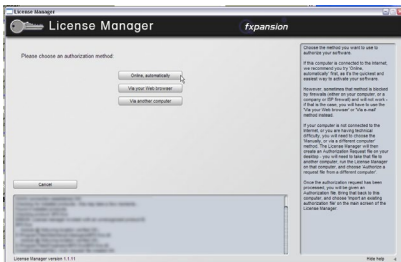 License Manager
License Manager
fxpansion
Please choose an authorization method:
Online, automatically
Via your Web browser
Via another computer
Cancel
Choose the method you want to use to
authorize your software.
If this computer is connected to the Internet,
we recommend you try 'Online,
automatically' first, as it's the quickest and
easiest way to activate your software.
However, sometimes that method is blocked
by firewalls (either on your computer, or a
company or ISP firewall) and will not work -
if that is the case, you will have to use the
'Via your Web browser' or 'Via e-mail'
method instead.
If your computer is not connected to the
internet, or you are having technical
difficulty, you will need to choose the
'Manually, or via a different computer'
method. The License Manager will then
create an Authorization Request file on your
desktop - you will need to take that file to
another computer, run the License Manager
on that computer, and choose 'Authorize a
request file from a different computer'.
Once the authorization request has been
processed, you will be given an
Authorization file. Bring that back to this
computer, and choose 'Import an existing
authorization file' on the main screen of the
License Manager.
License Manager version 1.1.11
Hide help